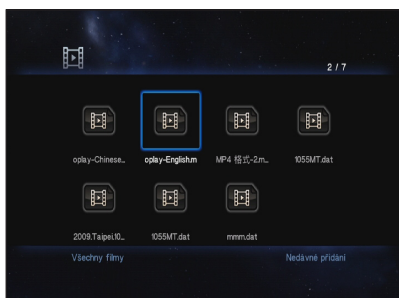 2 / 7
oplay-Chinese...
oplay-English.m
MP4 格式-2.m...
1055MT.dat
2009.Taipei.10...
1055MT.dat
mmm.dat
Všechny filmy
Nedávné přidání